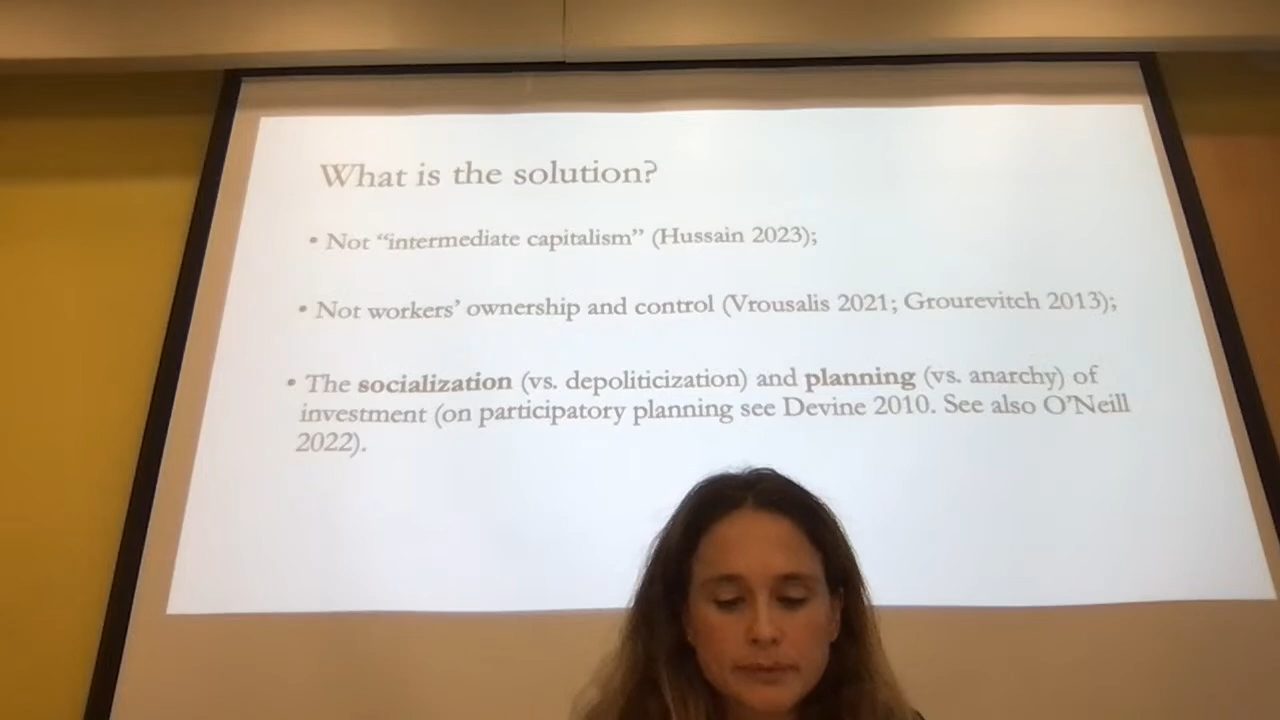 What is the solution?
• Not “intermediate capitalism” (Hussain 2023);
• Not workers’ ownership and control (Vrousalis 2021; Grourevitch 2013);
• The socialization (vs. depoliticization) and planning (vs. anarchy) of
investment (on participatory planning see Devine 2010. See also O’Neill
2022).